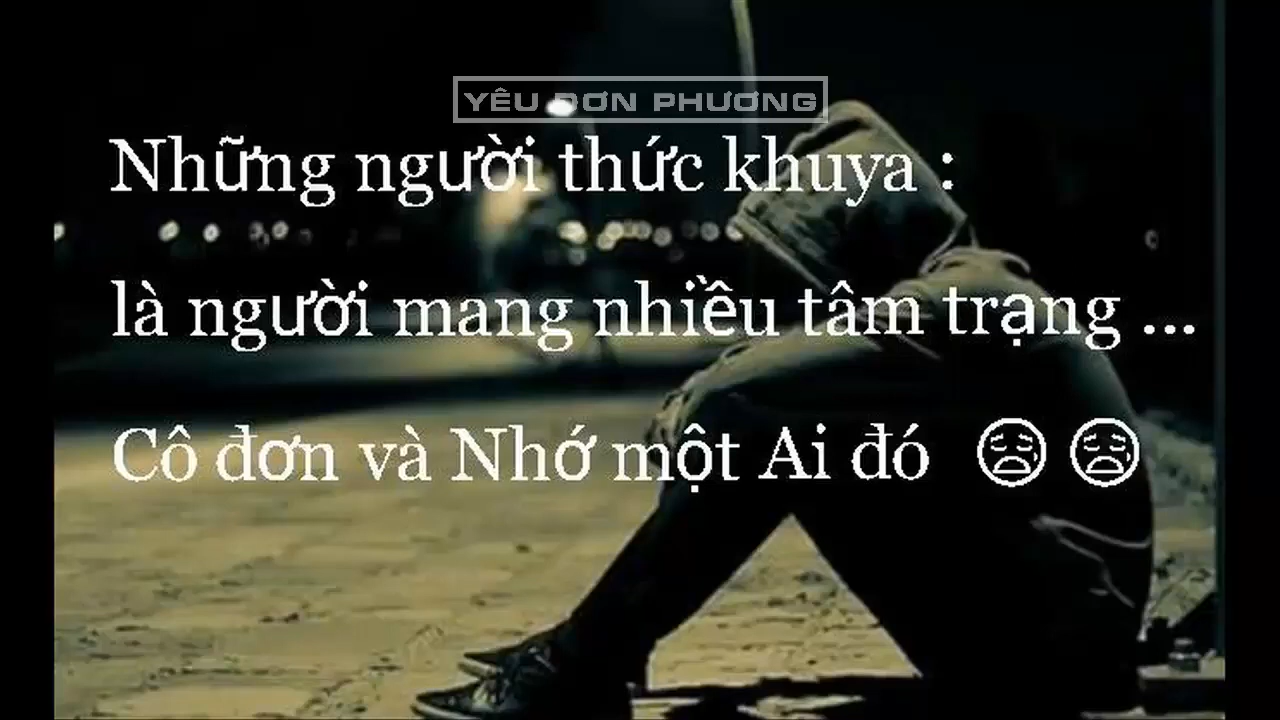 YÊU ĐƠN PHƯƠNG
Những người thức khuya :
là người mang nhiều tâm trạng ...
Cô đơn và Nhớ một Ai đó 😥 😥